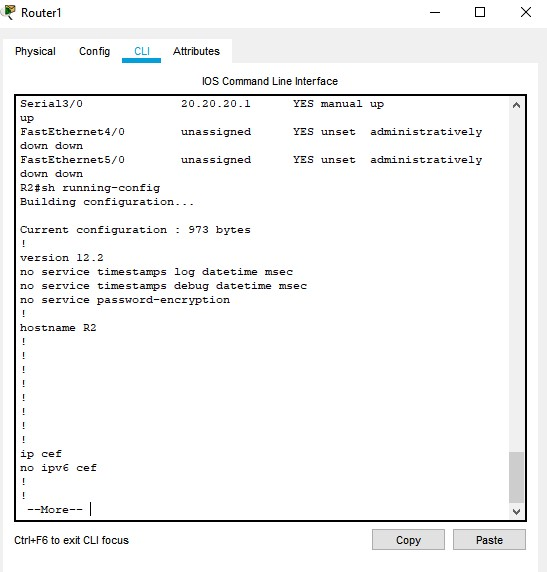 Router1
Physical Config CLI Attributes
IOS Command Line Interface
Serial3/0 20.20.20.1 YES manual up
up
FastEthernet4/0 unassigned YES unset administratively
down down
FastEthernet5/0 unassigned YES unset administratively
down down
R2#sh running-config
Building configuration...
Current configuration : 973 bytes
!
version 12.2
no service timestamps log datetime msec
no service timestamps debug datetime msec
no service password-encryption
!
hostname R2
!
!
!
!
!
!
!
!
ip cef
no ipv6 cef
!
!
--More--
Ctrl+F6 to exit CLI focus
Copy Paste